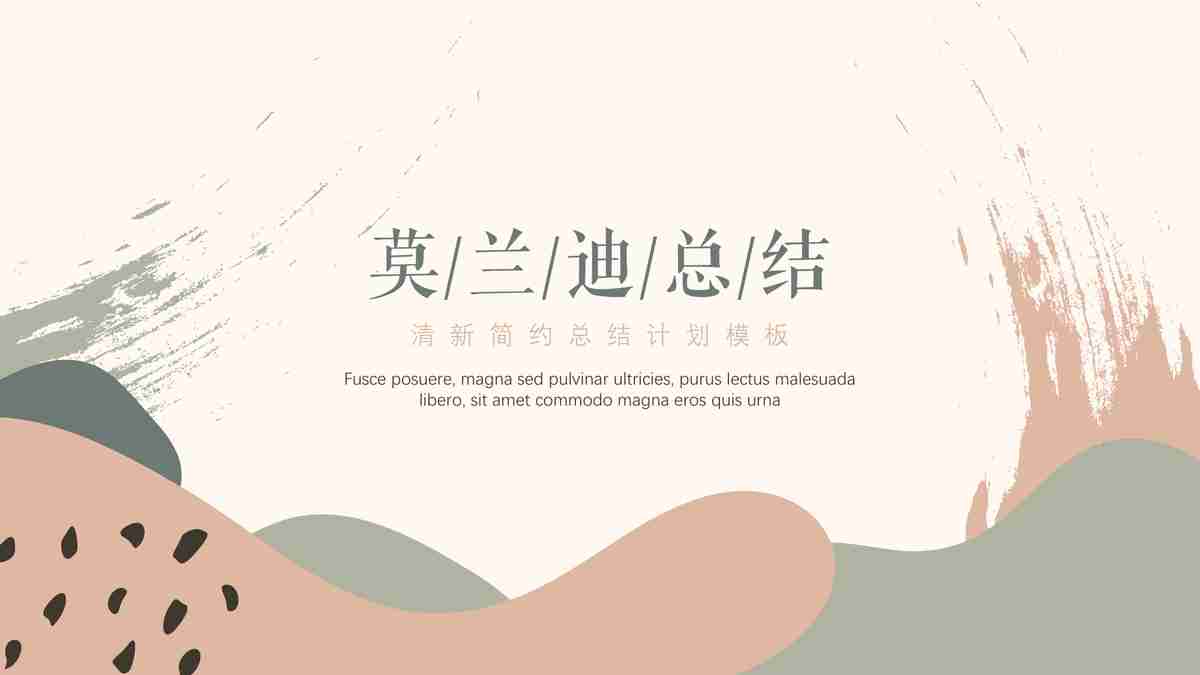 莫/兰/迪/总/结
清新简约总结计划模板
Fusce posuere, magna sed pulvinar ultricies, purus lectus malesuada
libero, sit amet commodo magna eros quis urna